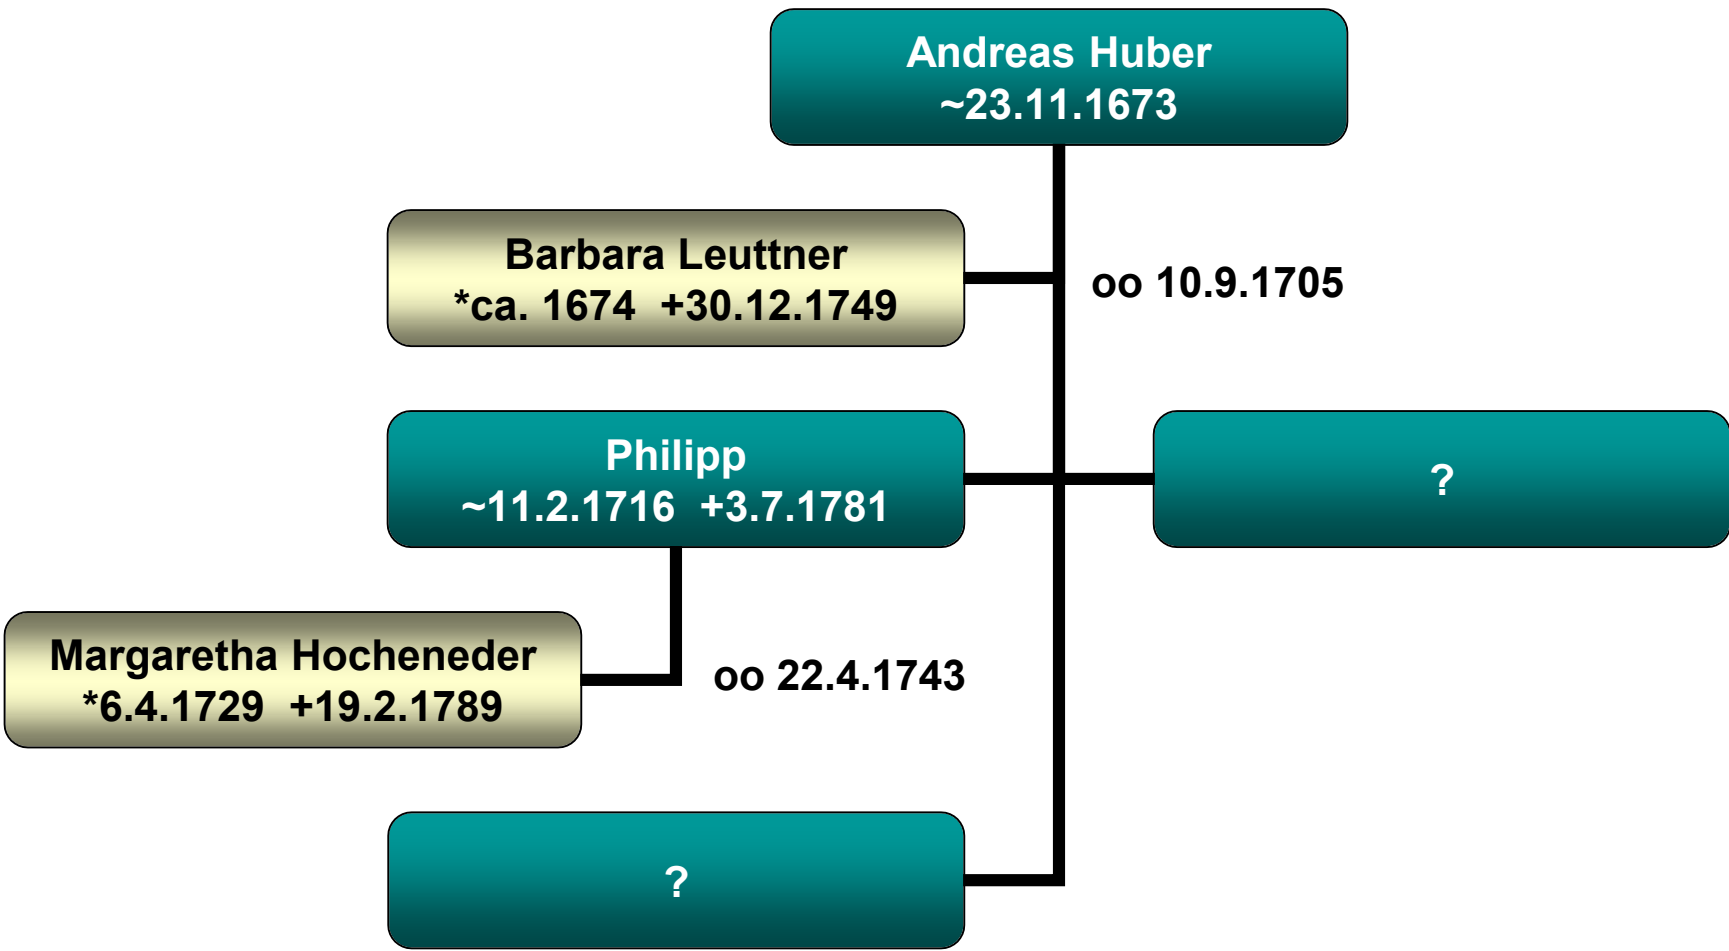 Andreas Huber
~23.11.1673
Barbara Leuttner
*ca. 1674  +30.12.1749
oo 10.9.1705
Philipp
~11.2.1716  +3.7.1781
?
Margaretha Hocheneder
*6.4.1729  +19.2.1789
oo 22.4.1743
?